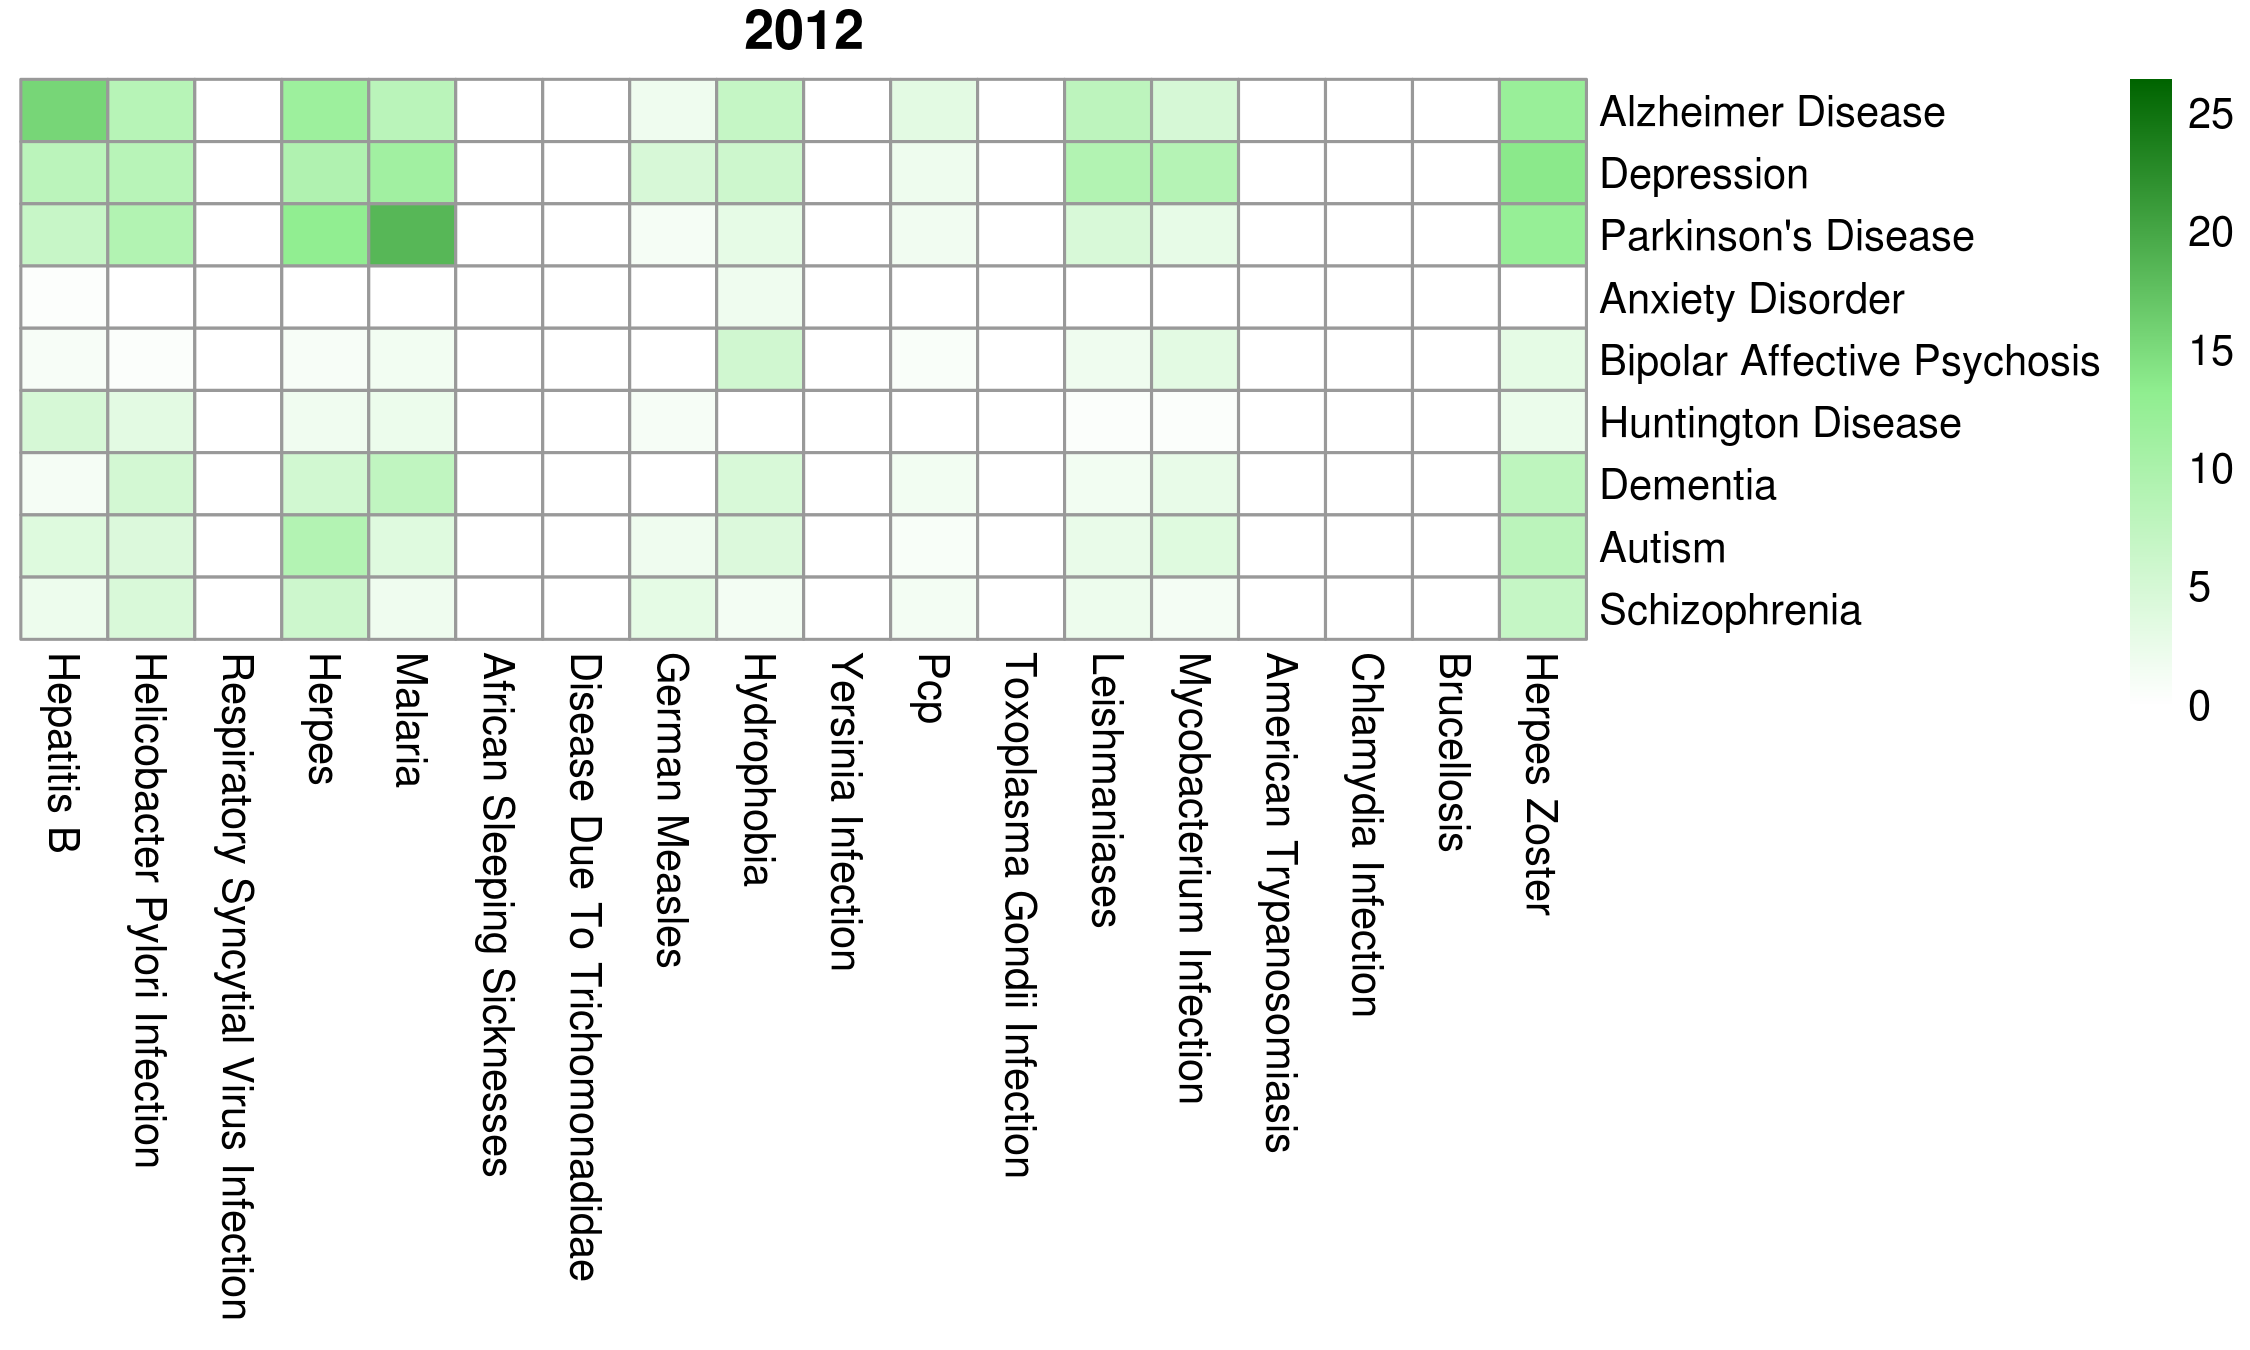 2012
Alzheimer Disease
Depression
Parkinson's Disease
Anxiety Disorder
Bipolar Affective Psychosis
Huntington Disease
Dementia
Autism
Schizophrenia
25
20
15
10
5
0
Hepatitis B
Helicobacter Pylori Infection
Respiratory Syncytial Virus Infection
Herpes
Malaria
African Sleeping Sicknesses
Disease Due To Trichomonadidae
German Measles
Hydrophobia
Yersinia Infection
Pcp
Toxoplasma Gondii Infection
Leishmaniases
Mycobacterium Infection
American Trypanosomiasis
Chlamydia Infection
Brucellosis
Herpes Zoster